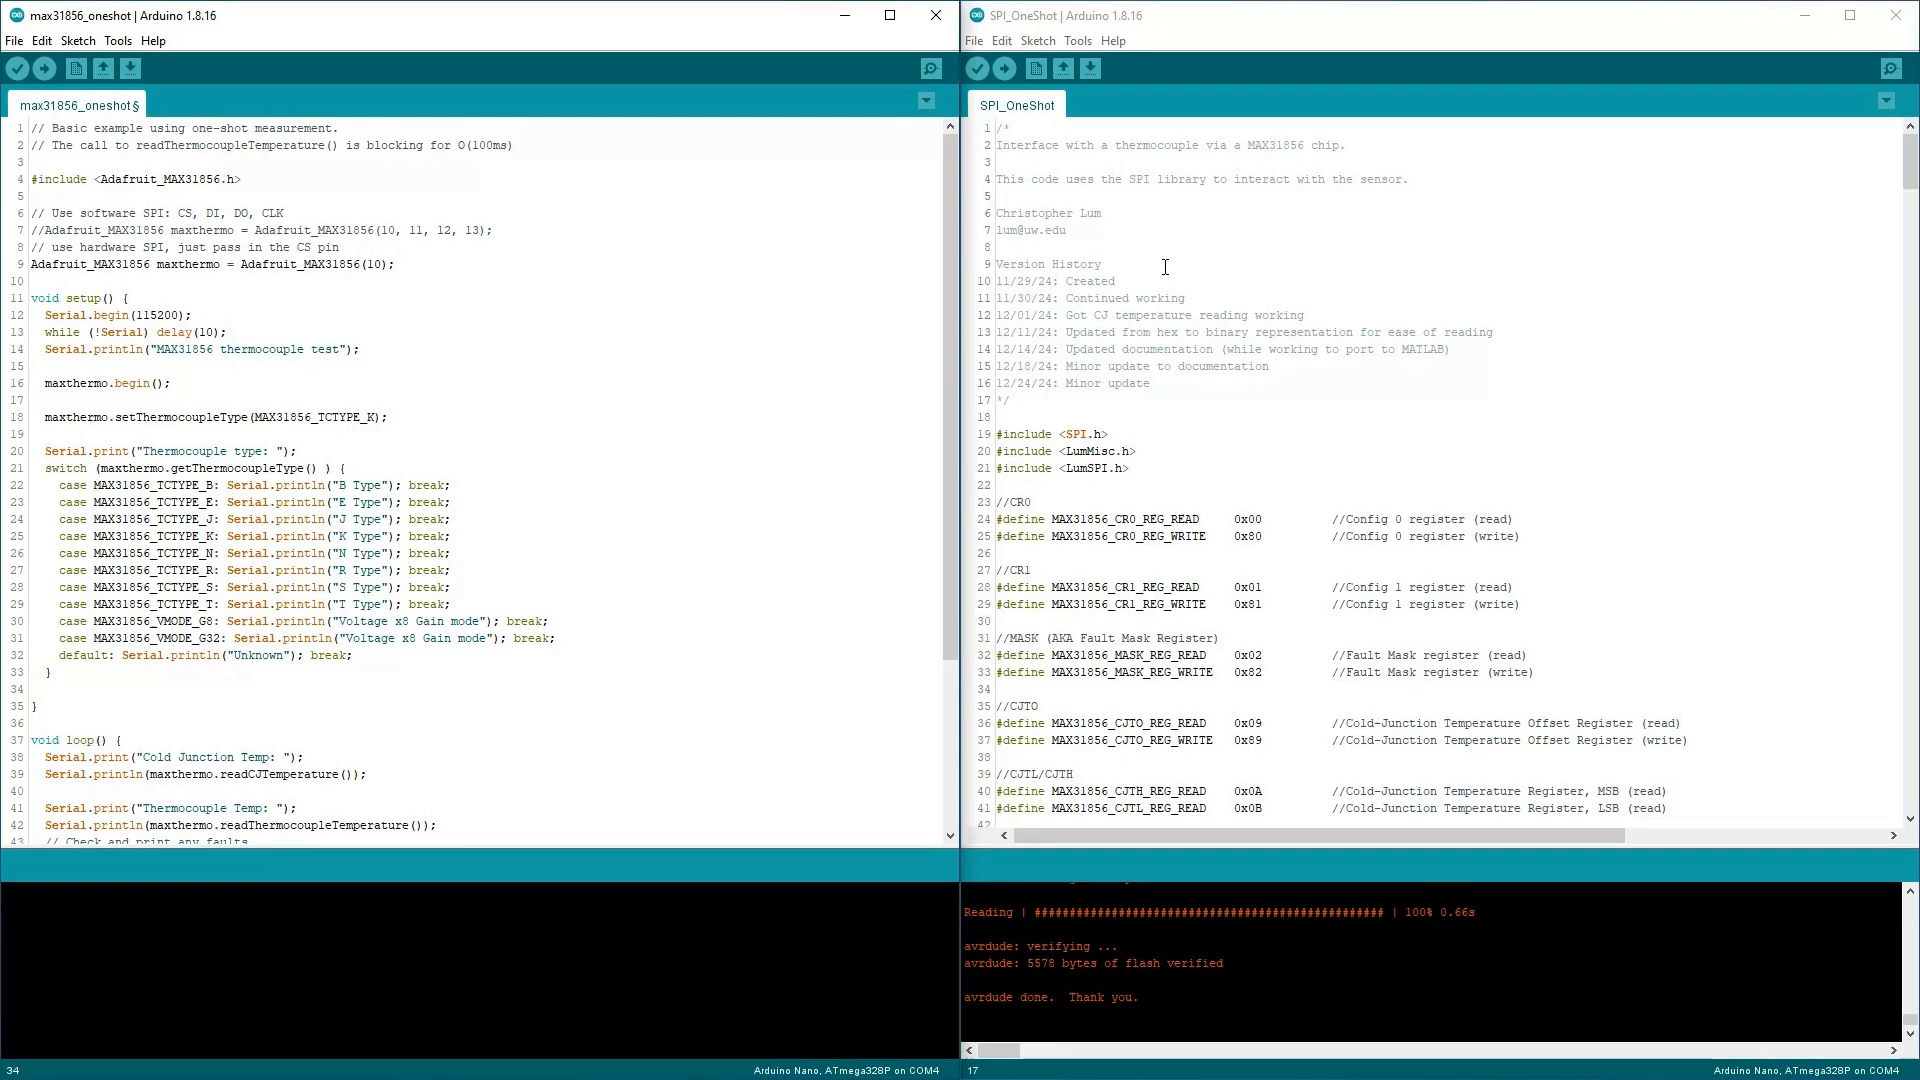 max31856_oneshot | Arduino 1.8.16
File Edit Sketch Tools Help
max31856_oneshot §
1 // Basic example using one-shot measurement.
2 // The call to readThermocoupleTemperature() is blocking for O(100ms)
3
4 #include <Adafruit_MAX31856.h>
5
6 // Use software SPI: CS, DI, DO, CLK
7 //Adafruit_MAX31856 maxthermo = Adafruit_MAX31856(10, 11, 12, 13);
8 // use hardware SPI, just pass in the CS pin
9 Adafruit_MAX31856 maxthermo = Adafruit_MAX31856(10);
10
11 void setup() {
12 Serial.begin(115200);
13 while (!Serial) delay(10);
14 Serial.println("MAX31856 thermocouple test");
15
16 maxthermo.begin();
17
18 maxthermo.setThermocoupleType(MAX31856_TCTYPE_K);
19
20 Serial.print("Thermocouple type: ");
21 switch (maxthermo.getThermocoupleType() ) {
22 case MAX31856_TCTYPE_B: Serial.println("B Type"); break;
23 case MAX31856_TCTYPE_E: Serial.println("E Type"); break;
24 case MAX31856_TCTYPE_J: Serial.println("J Type"); break;
25 case MAX31856_TCTYPE_K: Serial.println("K Type"); break;
26 case MAX31856_TCTYPE_N: Serial.println("N Type"); break;
27 case MAX31856_TCTYPE_R: Serial.println("R Type"); break;
28 case MAX31856_TCTYPE_S: Serial.println("S Type"); break;
29 case MAX31856_TCTYPE_T: Serial.println("T Type"); break;
30 case MAX31856_VMODE_G8: Serial.println("Voltage x8 Gain mode"); break;
31 case MAX31856_VMODE_G32: Serial.println("Voltage x8 Gain mode"); break;
32 default: Serial.println("Unknown"); break;
33 }
34
35 }
36
37 void loop() {
38 Serial.print("Cold Junction Temp: ");
39 Serial.println(maxthermo.readCJTemperature());
40
41 Serial.print("Thermocouple Temp: ");
42 Serial.println(maxthermo.readThermocoupleTemperature());
43 // Check and print any faults
34
Arduino Nano, ATmega328P on COM4
SPI_OneShot | Arduino 1.8.16
File Edit Sketch Tools Help
SPI_OneShot
1 /*
2 Interface with a thermocouple via a MAX31856 chip.
3
4 This code uses the SPI library to interact with the sensor.
5
6 Christopher Lum
7 lum@uw.edu
8
9 Version History
10 11/29/24: Created
11 11/30/24: Continued working
12 12/01/24: Got CJ temperature reading working
13 12/11/24: Updated from hex to binary representation for ease of reading
14 12/14/24: Updated documentation (while working to port to MATLAB)
15 12/18/24: Minor update to documentation
16 12/24/24: Minor update
17 */
18
19 #include <SPI.h>
20 #include <LumMisc.h>
21 #include <LumSPI.h>
22
23 //CR0
24 #define MAX31856_CR0_REG_READ 0x00 //Config 0 register (read)
25 #define MAX31856_CR0_REG_WRITE 0x80 //Config 0 register (write)
26
27 //CR1
28 #define MAX31856_CR1_REG_READ 0x01 //Config 1 register (read)
29 #define MAX31856_CR1_REG_WRITE 0x81 //Config 1 register (write)
30
31 //MASK (AKA Fault Mask Register)
32 #define MAX31856_MASK_REG_READ 0x02 //Fault Mask register (read)
33 #define MAX31856_MASK_REG_WRITE 0x82 //Fault Mask register (write)
34
35 //CJTO
36 #define MAX31856_CJTO_REG_READ 0x09 //Cold-Junction Temperature Offset Register (read)
37 #define MAX31856_CJTO_REG_WRITE 0x89 //Cold-Junction Temperature Offset Register (write)
38
39 //CJTL/CJTH
40 #define MAX31856_CJTH_REG_READ 0x0A //Cold-Junction Temperature Register, MSB (read)
41 #define MAX31856_CJTL_REG_READ 0x0B //Cold-Junction Temperature Register, LSB (read)
42
Reading | ################################################## | 100% 0.66s
avrdude: verifying ...
avrdude: 5578 bytes of flash verified
avrdude done. Thank you.
17
Arduino Nano, ATmega328P on COM4